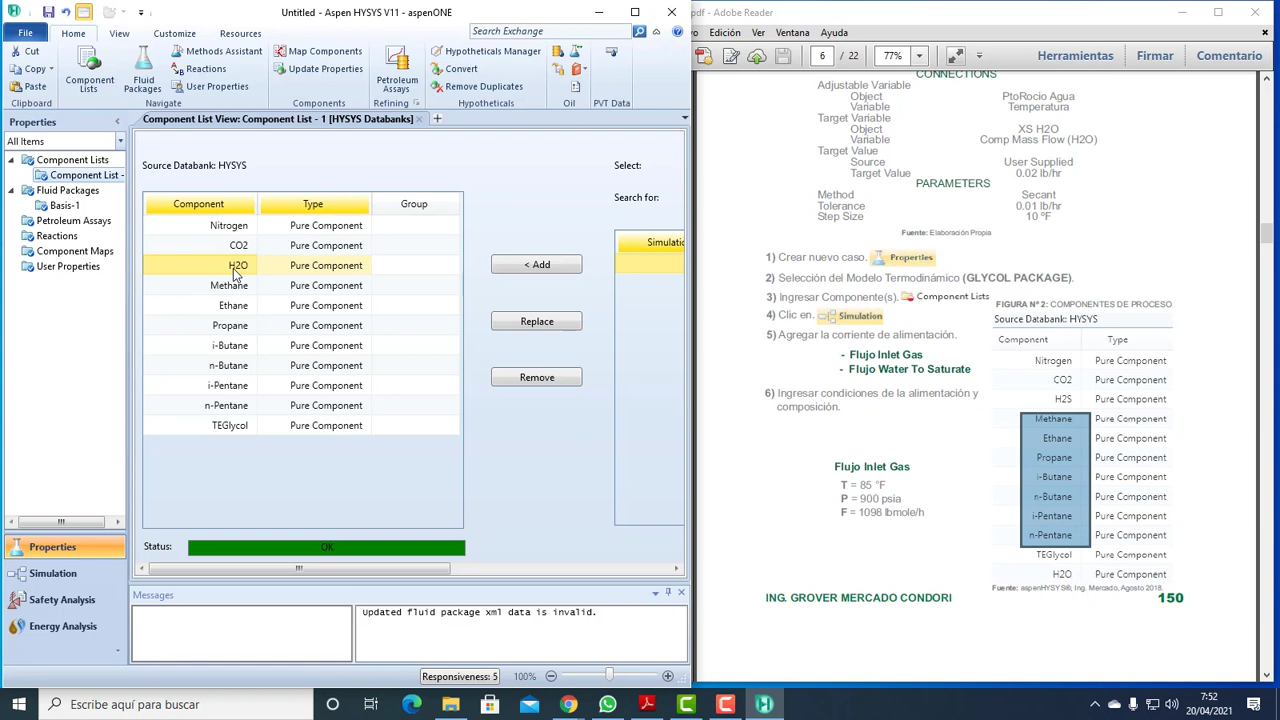 Untitled - Aspen HYSYS V11 - aspenONE
File
Home
View
Customize
Resources
Search Exchange
Cut
Copy
Paste
Clipboard
Component Lists
Fluid Packages
Methods Assistant
Reactions
User Properties
Navigate
Map Components
Update Properties
Components
Petroleum Assays
Refining
Hypotheticals Manager
Convert
Remove Duplicates
Hypotheticals
Oil
PVT Data
Properties
All Items
Component Lists
Component List -
Fluid Packages
Basis-1
Petroleum Assays
Reactions
Component Maps
User Properties
Properties
Simulation
Safety Analysis
Energy Analysis
Component List View: Component List - 1 [HYSYS Databanks]
Source Databank: HYSYS
Select:
Search for:
Component Type Group
Nitrogen Pure Component
CO2 Pure Component
H2O Pure Component
Methane Pure Component
Ethane Pure Component
Propane Pure Component
i-Butane Pure Component
n-Butane Pure Component
i-Pentane Pure Component
n-Pentane Pure Component
TEGlycol Pure Component
< Add
Replace
Remove
Status: OK
Messages
Updated fluid package xml data is invalid.
Responsiveness: 5
100%
pdf - Adobe Reader
Edición Ver Ventana Ayuda
6 / 22
77%
Herramientas
Firmar
Comentario
CONNECTIONS
Adjustable Variable
Object PtoRocio Agua
Variable Temperatura
Target Variable
Object XS H2O
Variable Comp Mass Flow (H2O)
Target Value
Source User Supplied
Target Value 0.02 lb/hr
PARAMETERS
Method Secant
Tolerance 0.01 lb/hr
Step Size 10 °F
Fuente: Elaboración Propia
1) Crear nuevo caso. Properties
2) Selección del Modelo Termodinámico (GLYCOL PACKAGE).
3) Ingresar Componente(s). Component Lists
4) Clic en. Simulation
5) Agregar la corriente de alimentación.
- Flujo Inlet Gas
- Flujo Water To Saturate
6) Ingresar condiciones de la alimentación y
composición.
Flujo Inlet Gas
T = 85 °F
P = 900 psia
F = 1098 lbmole/h
FIGURA Nº 2: COMPONENTES DE PROCESO
Source Databank: HYSYS
Component Type
Nitrogen Pure Component
CO2 Pure Component
H2S Pure Component
Methane Pure Component
Ethane Pure Component
Propane Pure Component
i-Butane Pure Component
n-Butane Pure Component
i-Pentane Pure Component
n-Pentane Pure Component
TEGlycol Pure Component
H2O Pure Component
Fuente: aspenHYSYS®; Ing. Mercado, Agosto 2018.
ING. GROVER MERCADO CONDORI
150
Escribe aquí para buscar
7:52
20/04/2021